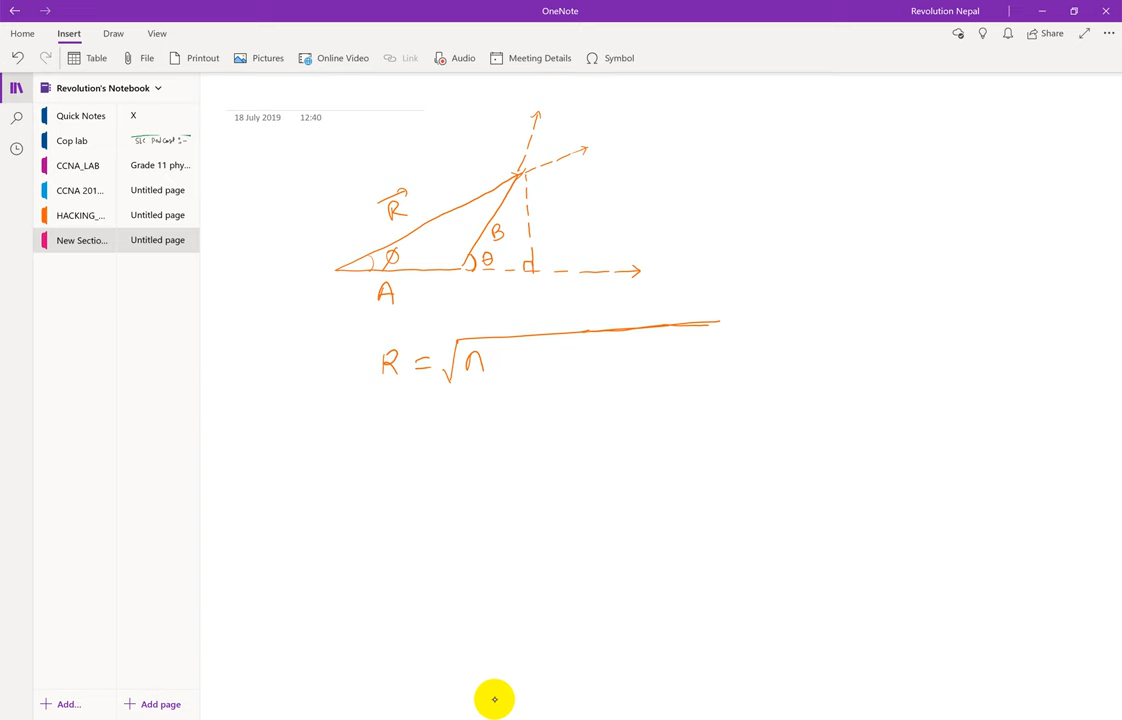 OneNote
Revolution Nepal
Home Insert Draw View
Share
Table File Printout Pictures Online Video Link Audio Meeting Details Symbol
Revolution's Notebook
Quick Notes
Cop lab
CCNA_LAB
CCNA 201...
HACKING_...
New Sectio...
X
SLC Podcast :-
Grade 11 phy...
Untitled page
Untitled page
Untitled page
18 July 2019 12:40
R
B
Φ
θ
d
A
R = √n
Add...
Add page